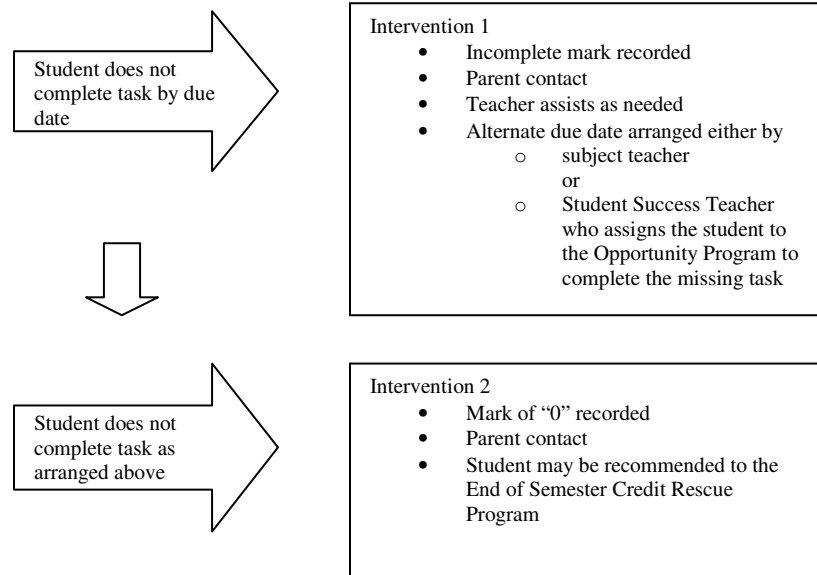 Student does not
complete task by due
date
Intervention 1
• Incomplete mark recorded
• Parent contact
• Teacher assists as needed
• Alternate due date arranged either by
o subject teacher
or
o Student Success Teacher
who assigns the student to
the Opportunity Program to
complete the missing task
Student does not
complete task as
arranged above
Intervention 2
• Mark of “0” recorded
• Parent contact
• Student may be recommended to the
End of Semester Credit Rescue
Program